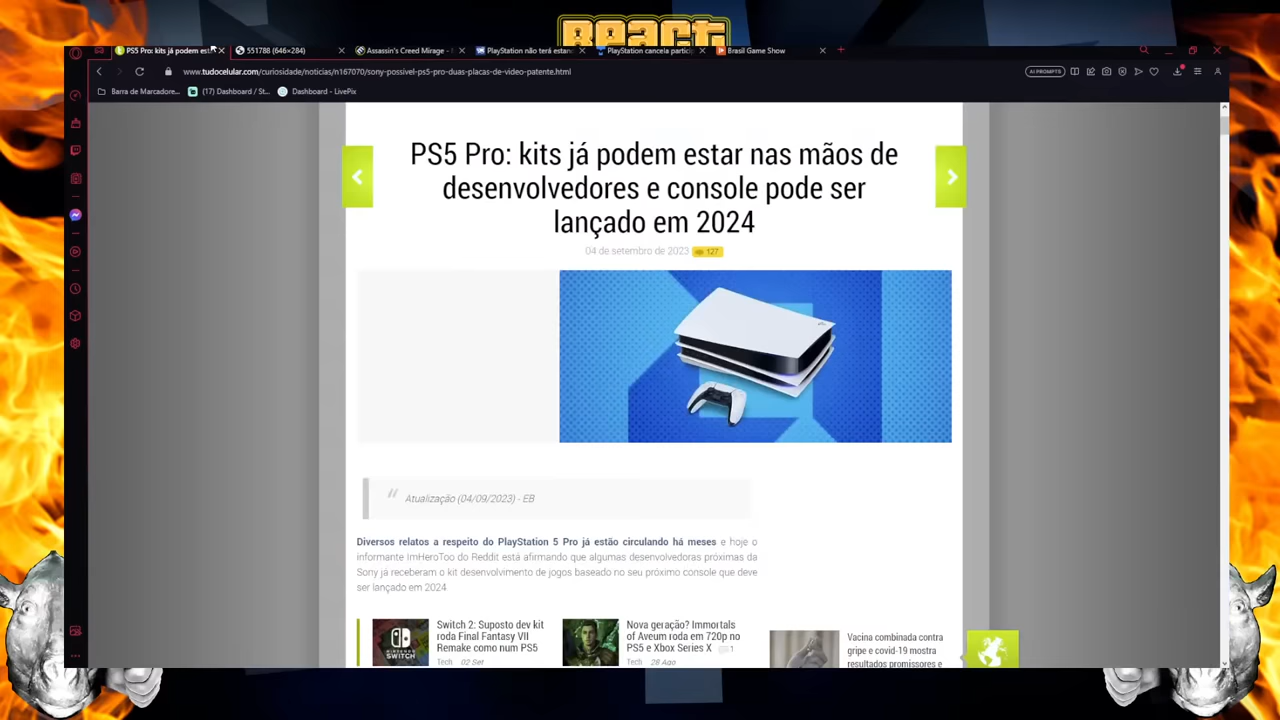 React
PS5 Pro: kits já podem est
551788 (646×284)
Assassin's Creed Mirage -
PlayStation não terá estan
PlayStation cancela partici
Brasil Game Show
www.tudocelular.com/curiosidade/noticias/n167070/sony-possivel-ps5-pro-duas-placas-de-video-patente.html
AI PROMPTS
Barra de Marcadore...
(17) Dashboard / St...
Dashboard - LivePix
PS5 Pro: kits já podem estar nas mãos de
desenvolvedores e console pode ser
lançado em 2024
04 de setembro de 2023 127
Atualização (04/09/2023) - EB
Diversos relatos a respeito do PlayStation 5 Pro já estão circulando há meses e hoje o
informante ImHeroToo do Reddit está afirmando que algumas desenvolvedoras próximas da
Sony já receberam o kit desenvolvimento de jogos baseado no seu próximo console que deve
ser lançado em 2024
NINTENDO
SWITCH
Switch 2: Suposto dev kit
roda Final Fantasy VII
Remake como num PS5
Tech 02 Set
Nova geração? Immortals
of Aveum roda em 720p no
PS5 e Xbox Series X 1
Tech 28 Ago
Vacina combinada contra
gripe e covid-19 mostra
resultados promissores e